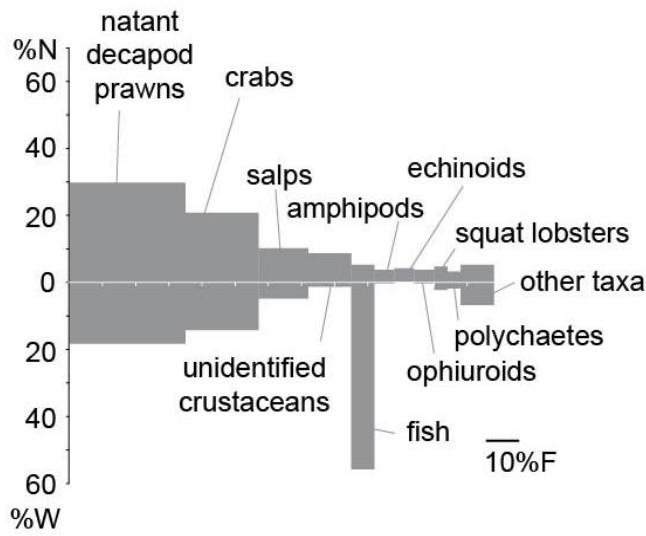 %N
60
40
20
0
20
40
60
%W
natant
decapod
prawns
crabs
salps
amphipods
echinoids
squat lobsters
other taxa
polychaetes
ophiuroids
unidentified
crustaceans
fish
10%F